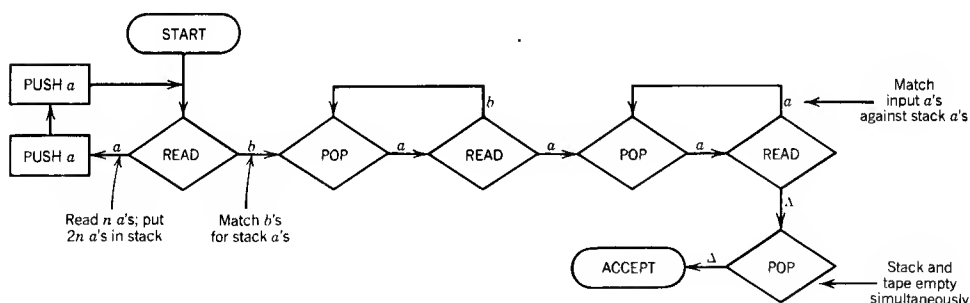 START
PUSH a
b
a
Match
input a's
against stack a's
PUSH a
a
READ
b
POP
a
READ
a
POP
a
READ
Read n a's; put
2n a's in stack
Match b's
for stack a's
Δ
ACCEPT
Δ
POP
Stack and
tape empty
simultaneously